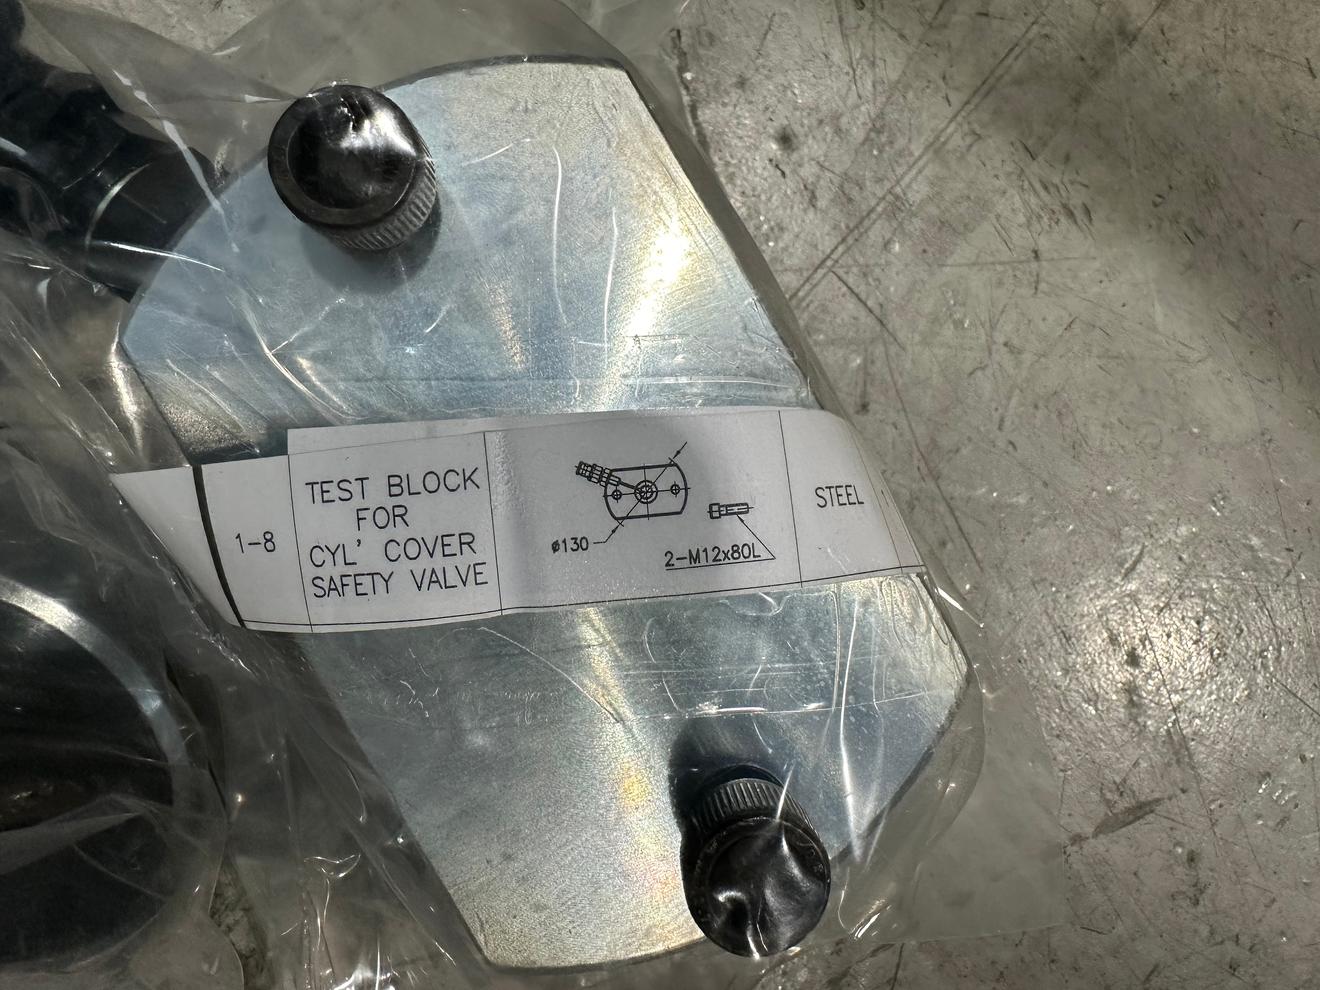 1-8
TEST BLOCK
FOR
CYL' COVER
SAFETY VALVE
ø130
2-M12x80L
STEEL